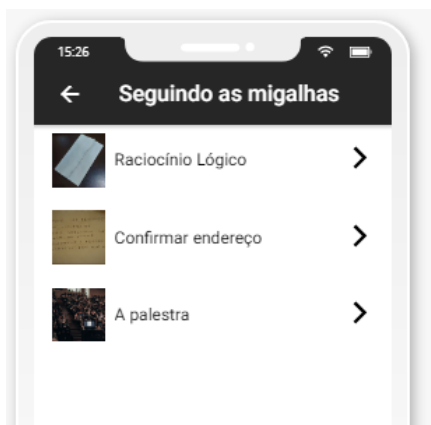 15:26
Seguindo as migalhas
Raciocínio Lógico
Confirmar endereço
A palestra